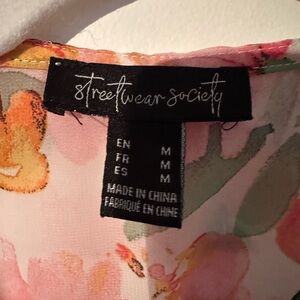 streetwear society
EN M
FR M
ES M
MADE IN CHINA
FABRIQUÉ EN CHINE